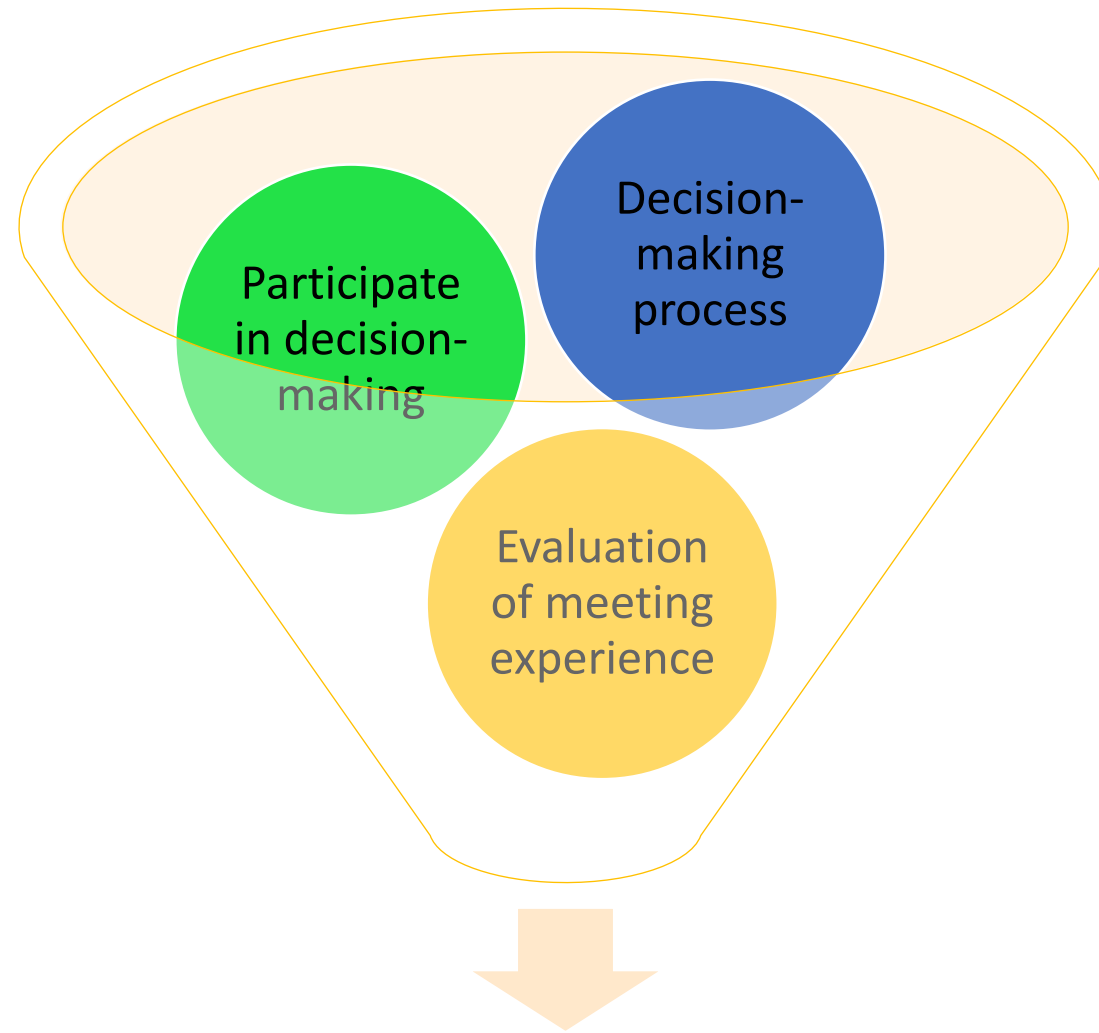 Participate
in decision-
making
Decision-
making
process
Evaluation
of meeting
experience